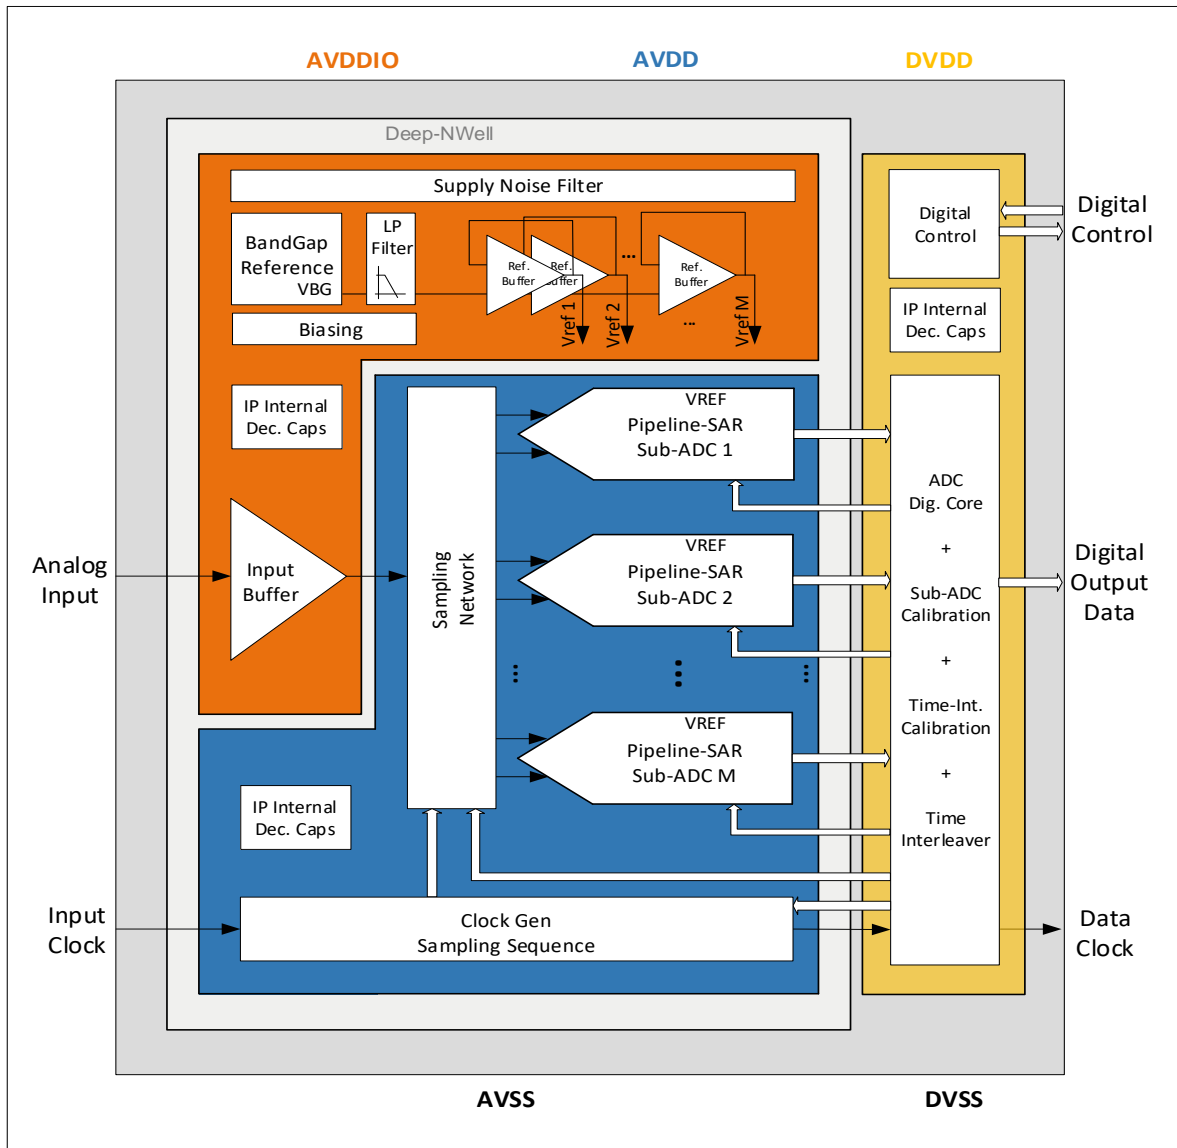 AVDDIO
AVDD
DVDD
Deep-NWell
Supply Noise Filter
BandGap
Reference
VBG
LP
Filter
Ref.
Buffer
Ref.
Buffer
...
Ref.
Buffer
Biasing
Vref 1
Vref 2
...
Vref M
Digital
Control
Digital
Control
IP Internal
Dec. Caps
IP Internal
Dec. Caps
Analog
Input
Input
Buffer
Sampling
Network
VREF
Pipeline-SAR
Sub-ADC 1
VREF
Pipeline-SAR
Sub-ADC 2
...
...
...
VREF
Pipeline-SAR
Sub-ADC M
ADC
Dig. Core
+
Sub-ADC
Calibration
+
Time-Int.
Calibration
+
Time
Interleaver
Digital
Output
Data
IP Internal
Dec. Caps
Input
Clock
Clock Gen
Sampling Sequence
Data
Clock
AVSS
DVSS